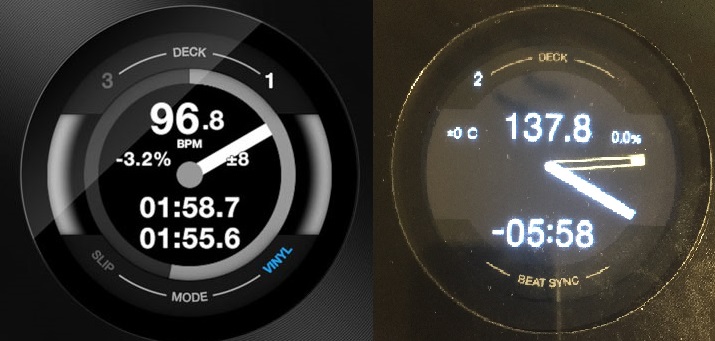 DECK
3 1
96.8
BPM
-3.2% ±8
01:58.7
01:55.6
SLIP VINYL
MODE
DECK
2
±0 C 137.8 0.0%
-05:58
BEAT SYNC